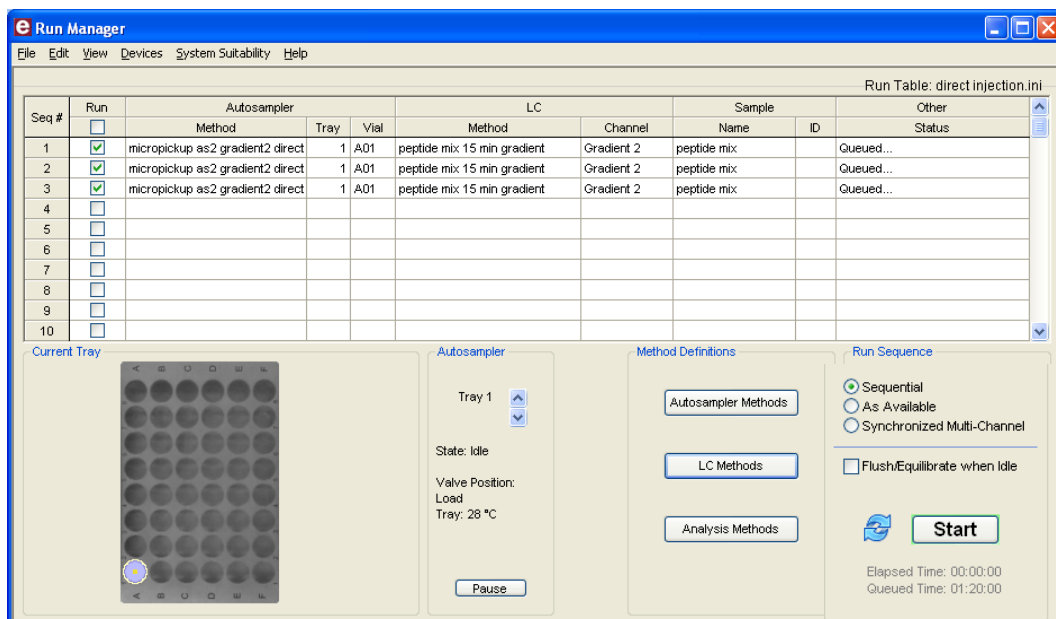 e Run Manager
File Edit View Devices System Suitability Help
Run Table: direct injection.ini
Seq # Run Autosampler LC Sample Other
Method Tray Vial Method Channel Name ID Status
1 micropickup as2 gradient2 direct 1 A01 peptide mix 15 min gradient Gradient 2 peptide mix Queued...
2 micropickup as2 gradient2 direct 1 A01 peptide mix 15 min gradient Gradient 2 peptide mix Queued...
3 micropickup as2 gradient2 direct 1 A01 peptide mix 15 min gradient Gradient 2 peptide mix Queued...
4
5
6
7
8
9
10
Current Tray
A B C D E F
A B C D E F
Autosampler
Tray 1
State: Idle
Valve Position:
Load
Tray: 28 °C
Pause
Method Definitions
Autosampler Methods
LC Methods
Analysis Methods
Run Sequence
Sequential
As Available
Synchronized Multi-Channel
Flush/Equilibrate when Idle
Start
Elapsed Time: 00:00:00
Queued Time: 01:20:00